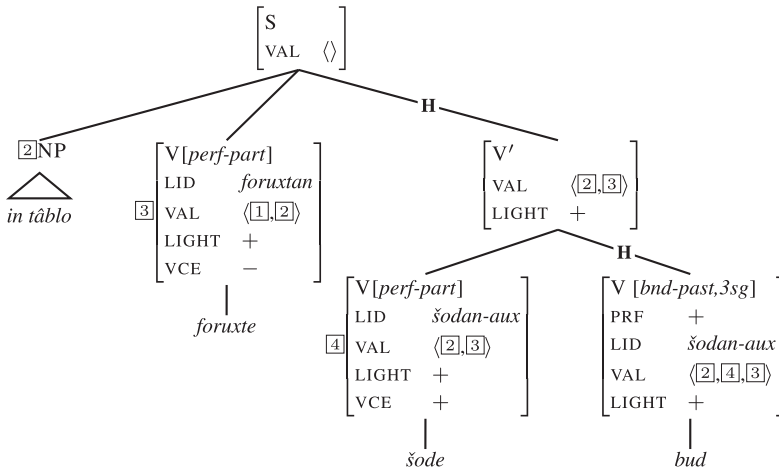 S
VAL ⟨⟩
H
2 NP
in tâblo
V[perf-part]
LID foruxtan
3 VAL ⟨1,2⟩
LIGHT +
VCE −
foruxte
V′
VAL ⟨2,3⟩
LIGHT +
H
V[perf-part]
LID šodan-aux
4 VAL ⟨2,3⟩
LIGHT +
VCE +
šode
V [bnd-past,3sg]
PRF +
LID šodan-aux
VAL ⟨2,4,3⟩
LIGHT +
bud